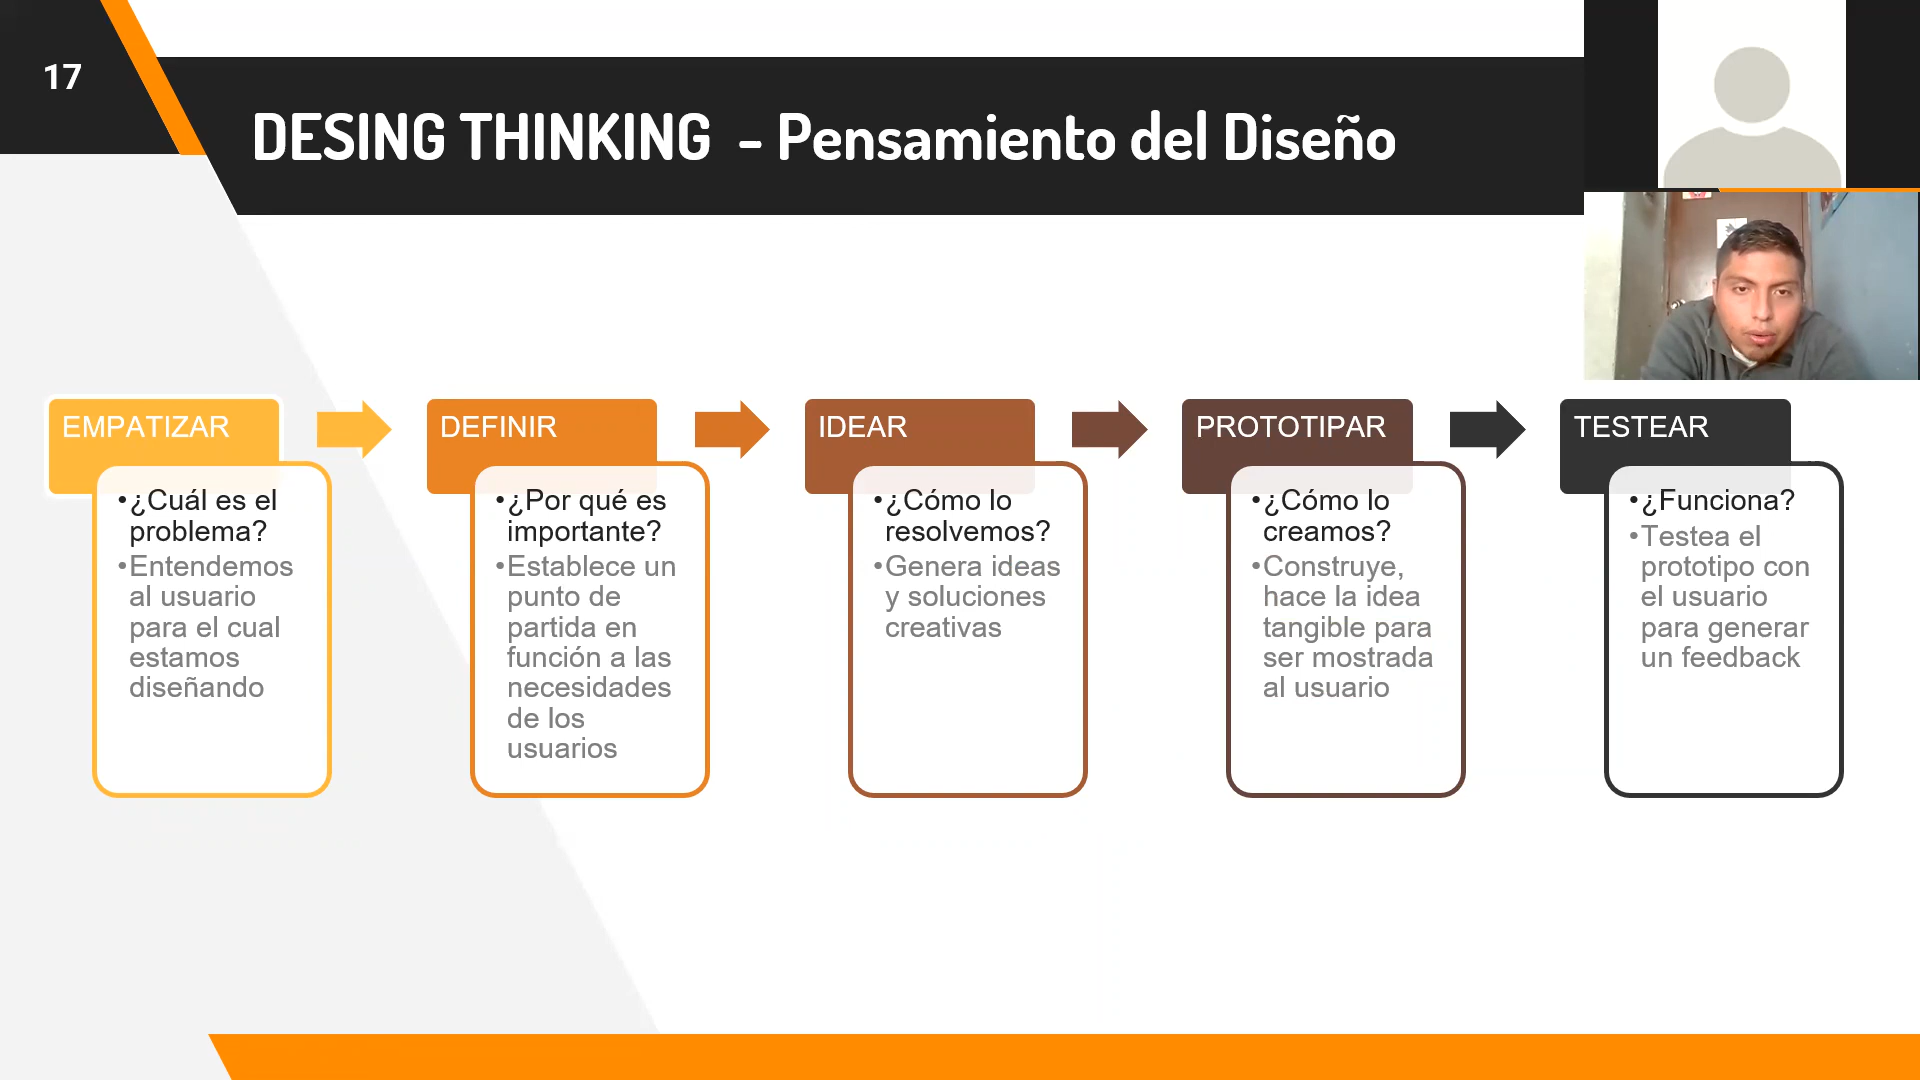 17
DESING THINKING - Pensamiento del Diseño
EMPATIZAR
•¿Cuál es el
problema?
•Entendemos
al usuario
para el cual
estamos
diseñando
DEFINIR
•¿Por qué es
importante?
•Establece un
punto de
partida en
función a las
necesidades
de los
usuarios
IDEAR
•¿Cómo lo
resolvemos?
•Genera ideas
y soluciones
creativas
PROTOTIPAR
•¿Cómo lo
creamos?
•Construye,
hace la idea
tangible para
ser mostrada
al usuario
TESTEAR
•¿Funciona?
•Testea el
prototipo con
el usuario
para generar
un feedback